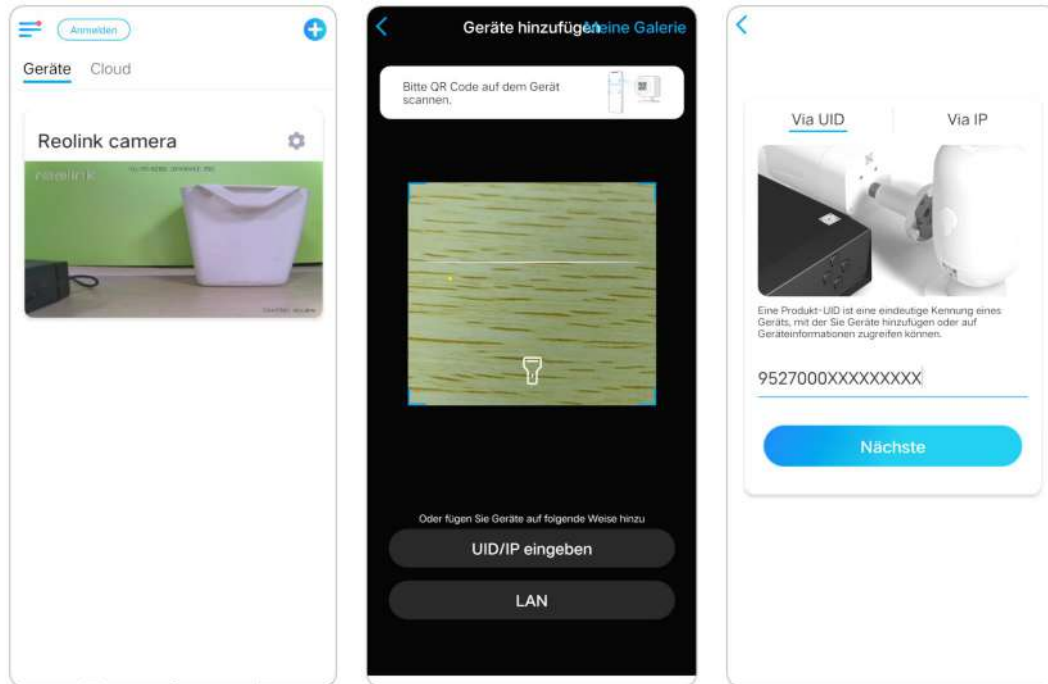 Anmelden
Geräte
Cloud
Reolink camera
reolink
Geräte hinzufügen
Meine Galerie
Bitte QR Code auf dem Gerät
scannen.
Oder fügen Sie Geräte auf folgende Weise hinzu
UID/IP eingeben
LAN
Via UID
Via IP
Eine Produkt-UID ist eine eindeutige Kennung eines
Geräts, mit der Sie Geräte hinzufügen oder auf
Geräteinformationen zugreifen können.
9527000XXXXXXXXX
Nächste